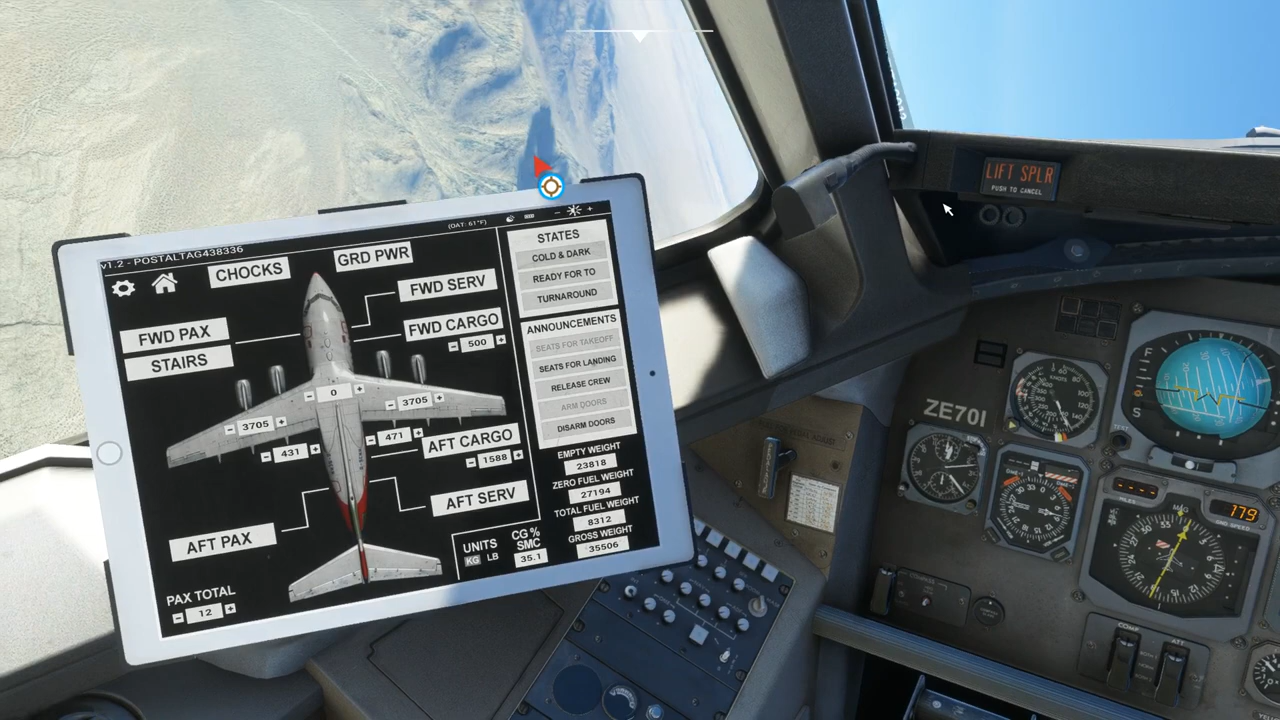 LIFT SPLR
PUSH TO CANCEL
v1.2 - POSTALTAG438336
(OAT: 61°F)
- +
CHOCKS
GRD PWR
FWD SERV
FWD PAX
STAIRS
FWD CARGO
- 500 +
- 0 +
- 3705 +
- 3705 +
- 471 +
- 431 +
AFT CARGO
- 1588 +
AFT SERV
AFT PAX
PAX TOTAL
- 12 +
UNITS
KG LB
CG %
SMC
35.1
STATES
COLD & DARK
READY FOR TO
TURNAROUND
ANNOUNCEMENTS
SEATS FOR TAKEOFF
SEATS FOR LANDING
RELEASE CREW
ARM DOORS
DISARM DOORS
EMPTY WEIGHT
23818
ZERO FUEL WEIGHT
27194
TOTAL FUEL WEIGHT
8312
GROSS WEIGHT
35506
ZE70I
MILES
179
GND SPEED
COMP
ATT